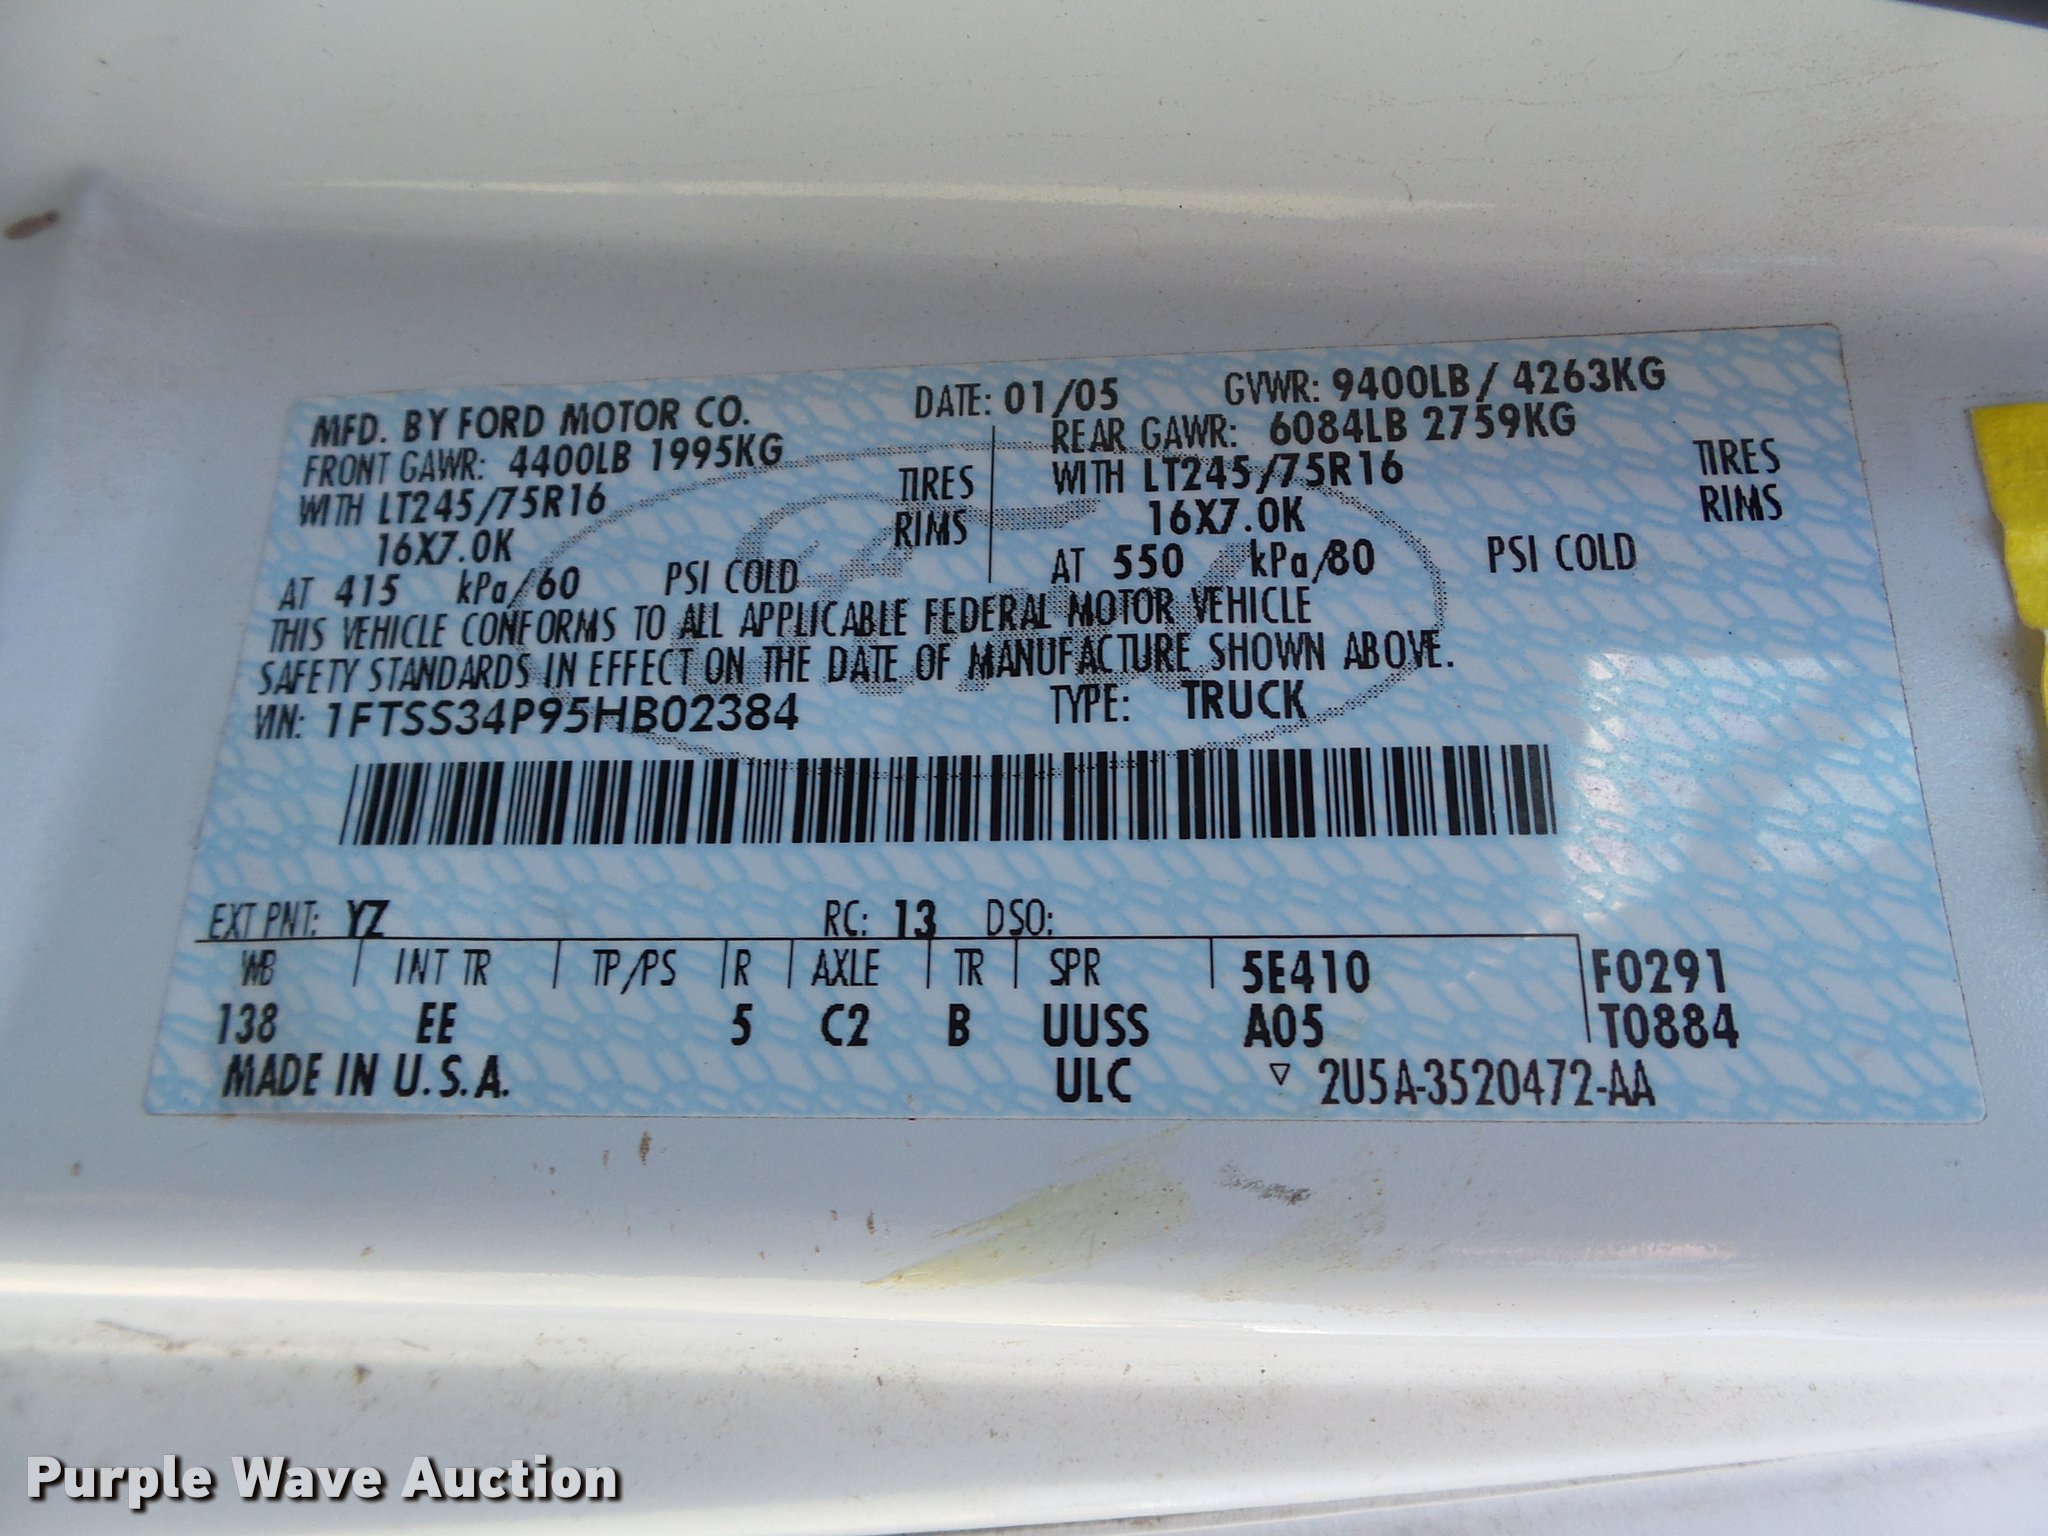 MFD. BY FORD MOTOR CO. DATE: 01/05 GVWR: 9400LB/ 4263KG
FRONT GAWR: 4400LB 1995KG REAR GAWR: 6084LB 2759KG
WITH LT245/75R16 TIRES WITH LT245/75R16 TIRES
16X7.0K RIMS 16X7.0K RIMS
AT 415 kPa/60 PSI COLD AT 550 kPa/80 PSI COLD
THIS VEHICLE CONFORMS TO ALL APPLICABLE FEDERAL MOTOR VEHICLE
SAFETY STANDARDS IN EFFECT ON THE DATE OF MANUFACTURE SHOWN ABOVE.
VIN: 1FTSS34P95HB02384 TYPE: TRUCK
EXT PNT: YZ RC: 13 DSO:
WB INT TR TP/PS R AXLE TR SPR 5E410 F0291
138 EE 5 C2 B UUSS A05 T0884
MADE IN U.S.A. ULC ▽ 2U5A-3520472-AA
Purple Wave Auction